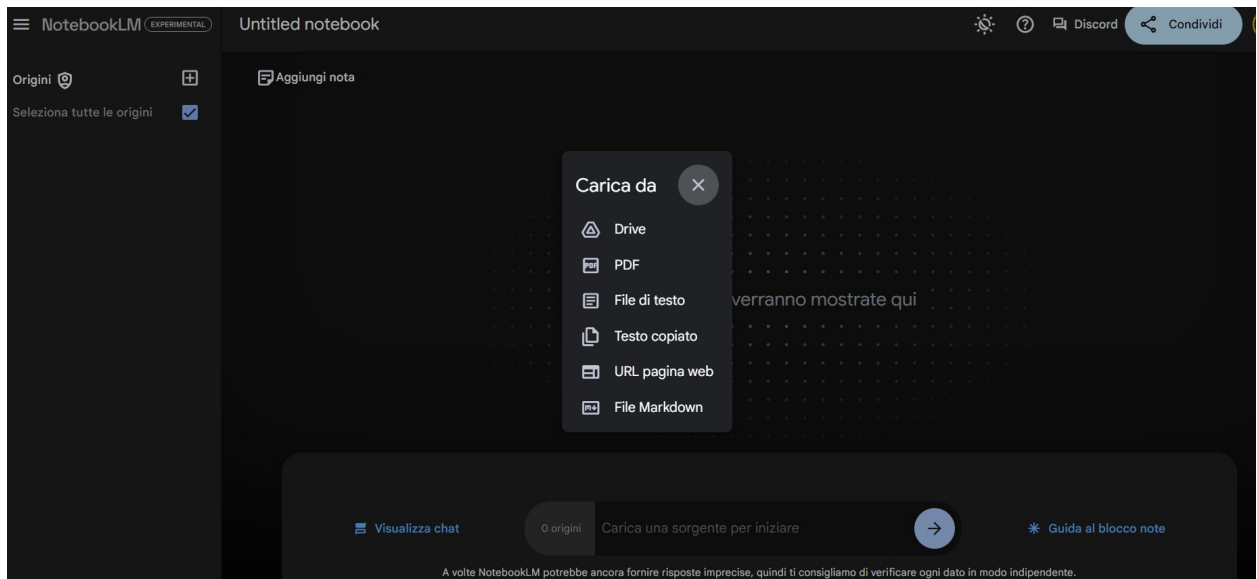 NotebookLM EXPERIMENTAL
Untitled notebook
Discord
Condividi
Origini
Aggiungi nota
Seleziona tutte le origini
Carica da
Drive
PDF
PDF
File di testo
verranno mostrate qui
Testo copiato
URL pagina web
File Markdown
Visualizza chat
0 origini
Carica una sorgente per iniziare
Guida al blocco note
A volte NotebookLM potrebbe ancora fornire risposte imprecise, quindi ti consigliamo di verificare ogni dato in modo indipendente.